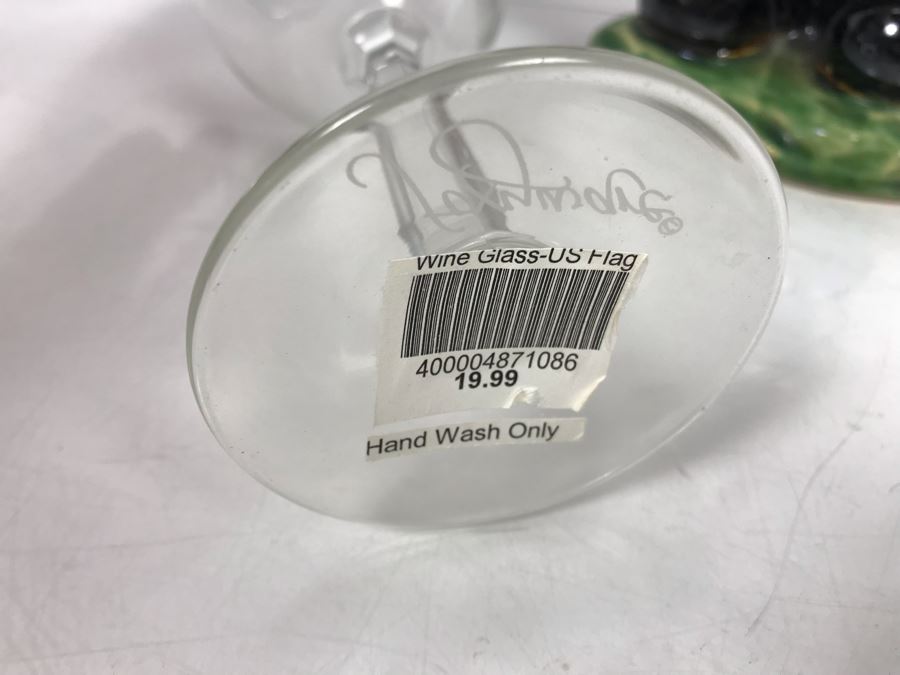 Wine Glass-US Flag
400004871086
19.99
Hand Wash Only